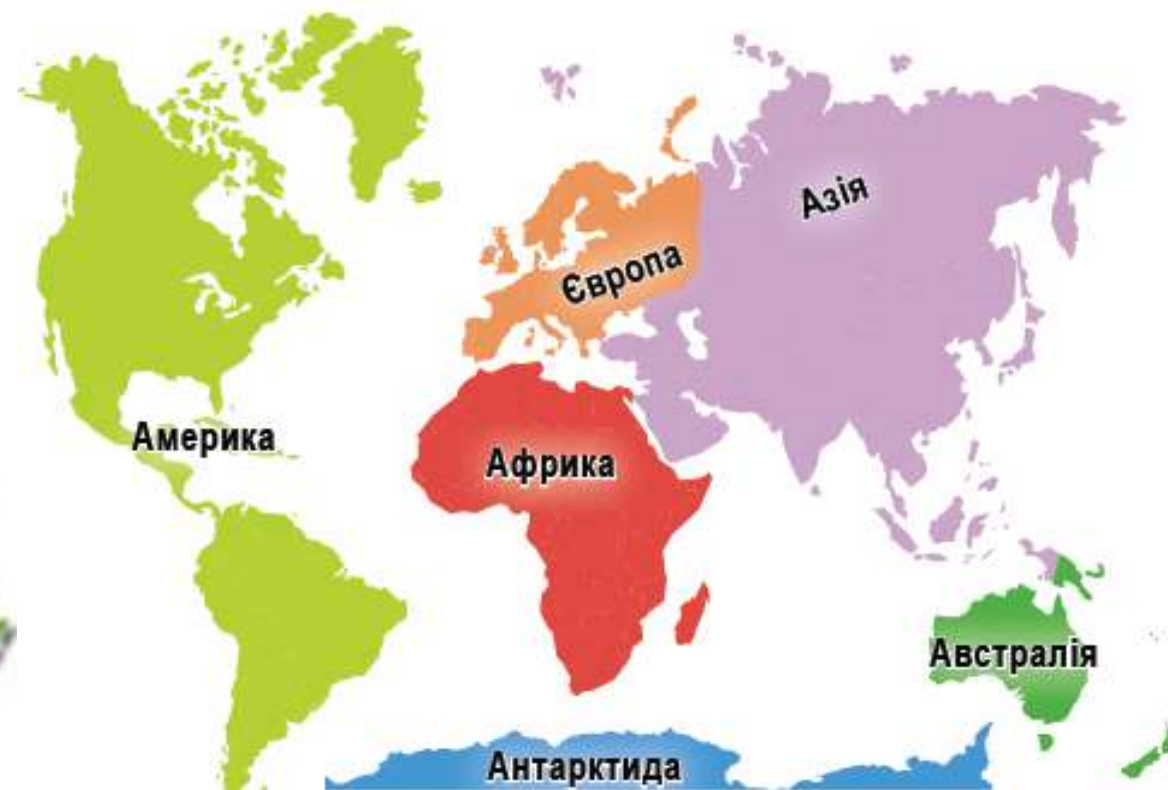 Азія
Європа
Америка
Африка
Австралія
Антарктида